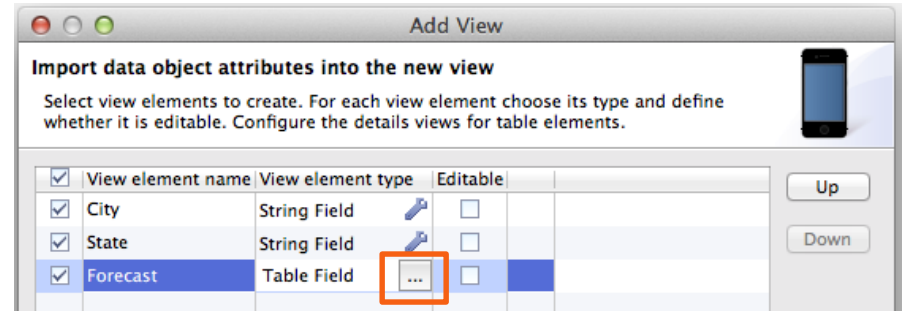 Add View
Import data object attributes into the new view
Select view elements to create. For each view element choose its type and define
whether it is editable. Configure the details views for table elements.
View element name View element type Editable
Up
City String Field
State String Field
Down
Forecast Table Field ...